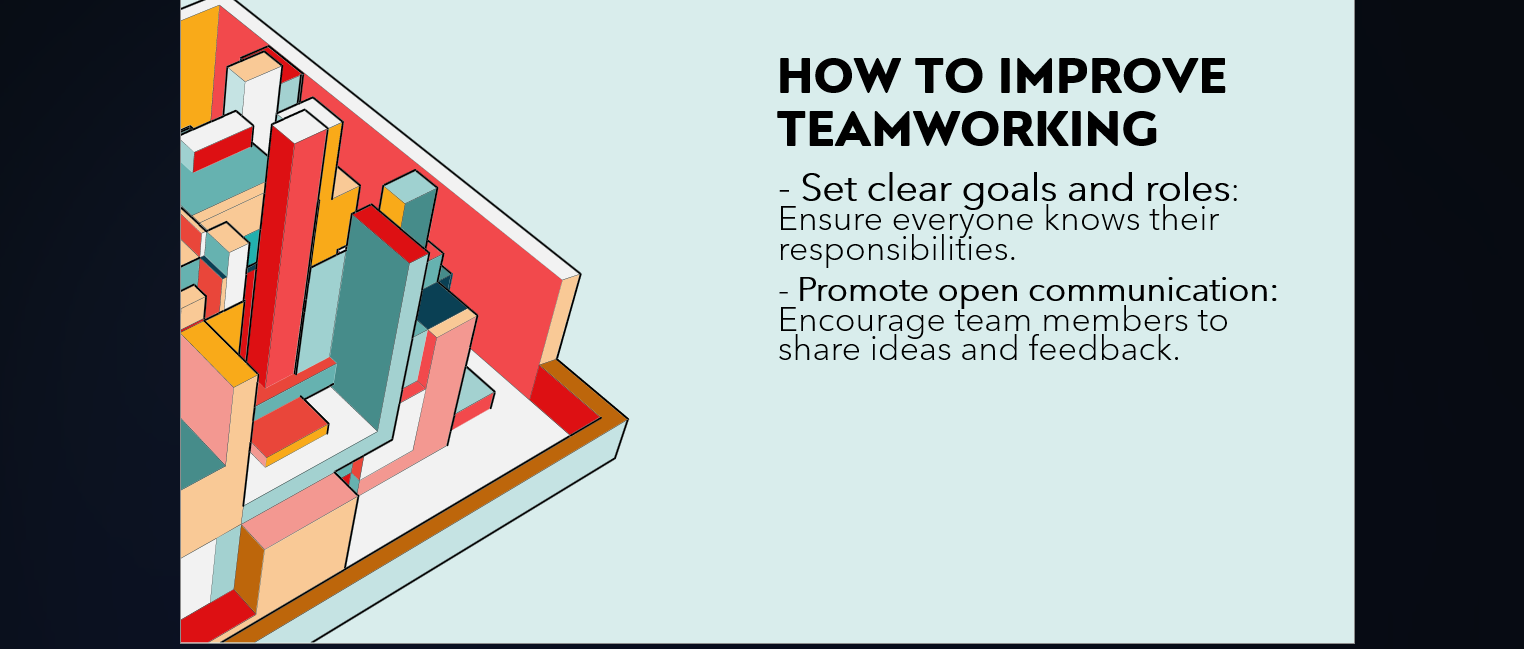 HOW TO IMPROVE
TEAMWORKING
- Set clear goals and roles:
Ensure everyone knows their
responsibilities.
- Promote open communication:
Encourage team members to
share ideas and feedback.